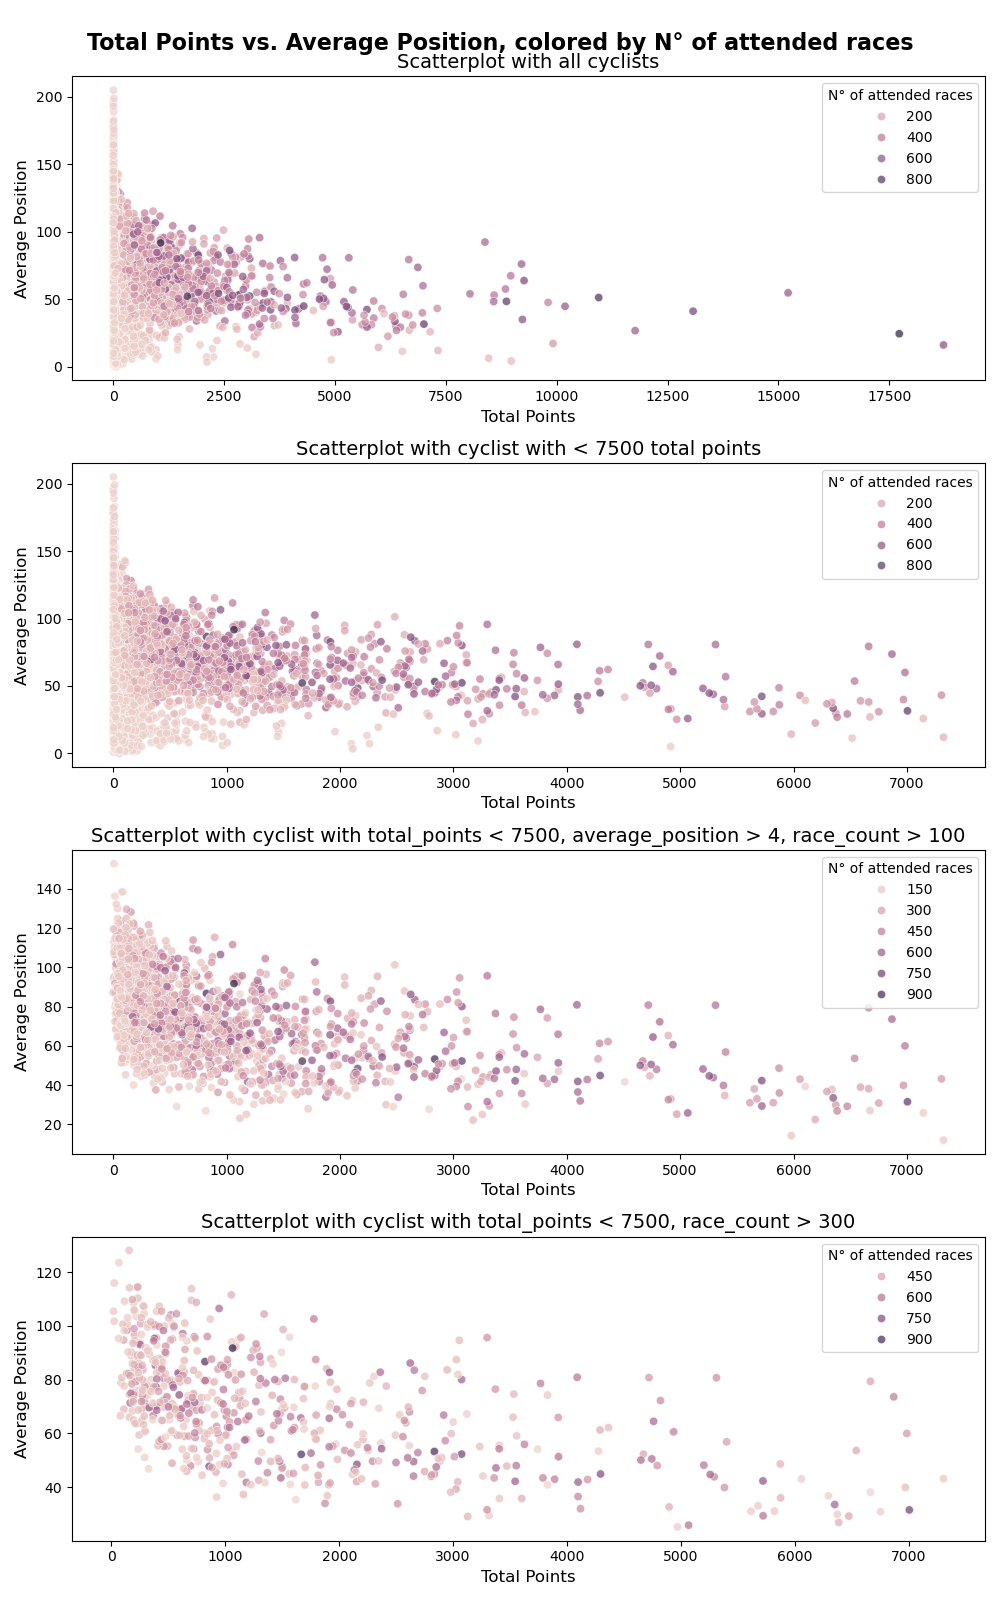 Total Points vs. Average Position, colored by N° of attended races
Scatterplot with all cyclists
N° of attended races
200
400
600
800
Average Position
200
150
100
50
0
0 2500 5000 7500 10000 12500 15000 17500
Total Points
Scatterplot with cyclist with < 7500 total points
N° of attended races
200
400
600
800
Average Position
200
150
100
50
0
0 1000 2000 3000 4000 5000 6000 7000
Total Points
Scatterplot with cyclist with total_points < 7500, average_position > 4, race_count > 100
N° of attended races
150
300
450
600
750
900
Average Position
140
120
100
80
60
40
20
0 1000 2000 3000 4000 5000 6000 7000
Total Points
Scatterplot with cyclist with total_points < 7500, race_count > 300
N° of attended races
450
600
750
900
Average Position
120
100
80
60
40
0 1000 2000 3000 4000 5000 6000 7000
Total Points